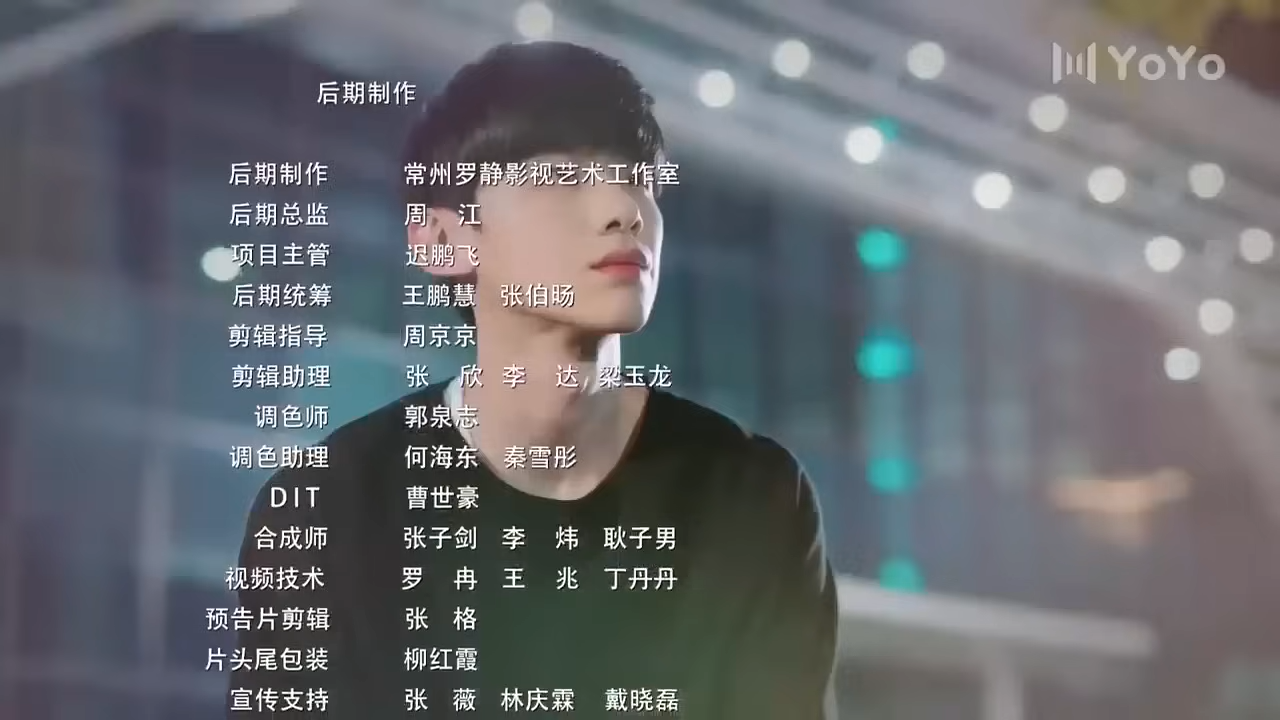 YoYo
后期制作
后期制作 常州罗静影视艺术工作室
后期总监 周 江
项目主管 迟鹏飞
后期统筹 王鹏慧 张伯旸
剪辑指导 周京京
剪辑助理 张 欣 李 达 梁玉龙
调色师 郭泉志
调色助理 何海东 秦雪彤
DIT 曹世豪
合成师 张子剑 李 炜 耿子男
视频技术 罗 冉 王 兆 丁丹丹
预告片剪辑 张 格
片头尾包装 柳红霞
宣传支持 张 薇 林庆霖 戴晓磊